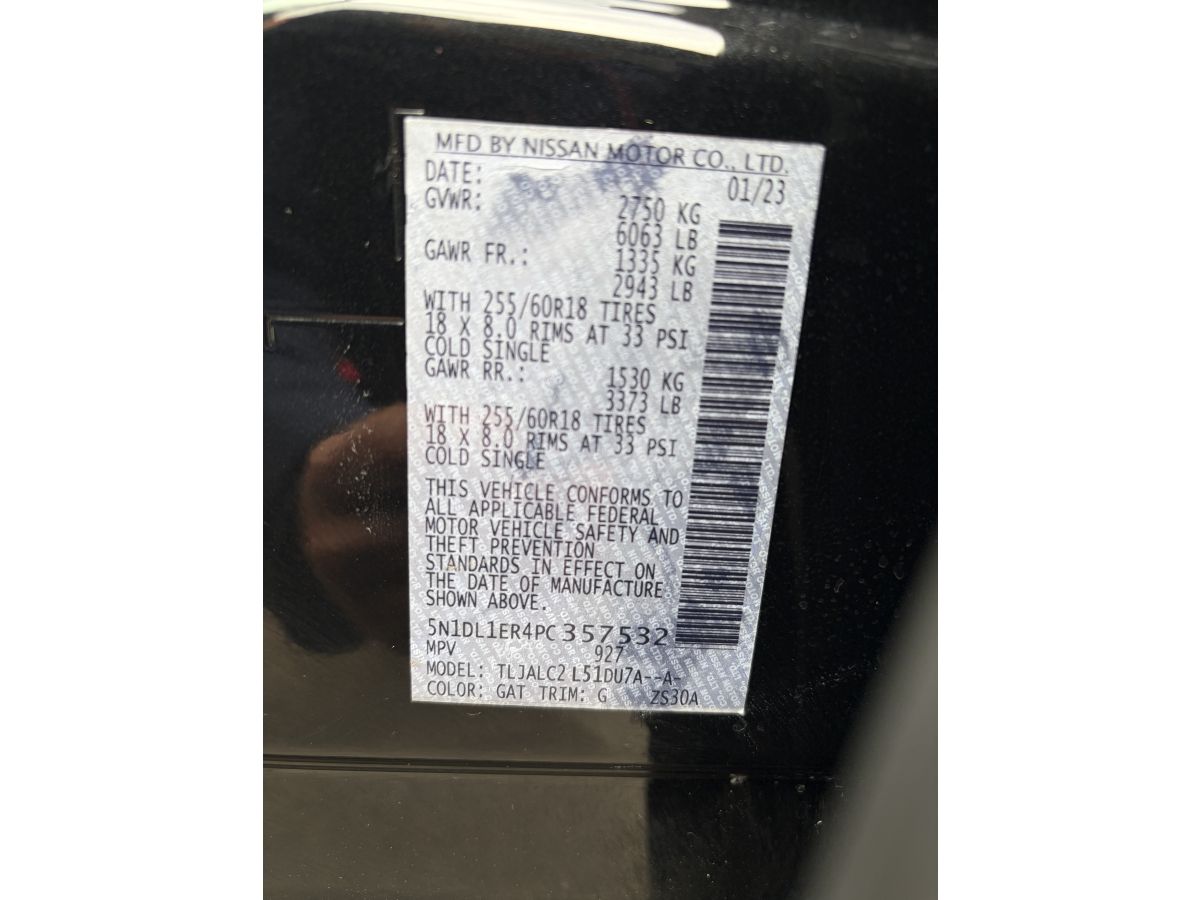 MFD BY NISSAN MOTOR CO., LTD.
DATE: 01/23
GVWR: 2750 KG
6063 LB
GAWR FR.: 1335 KG
2943 LB
WITH 255/60R18 TIRES
18 X 8.0 RIMS AT 33 PSI
COLD SINGLE
GAWR RR.: 1530 KG
3373 LB
WITH 255/60R18 TIRES
18 X 8.0 RIMS AT 33 PSI
COLD SINGLE
THIS VEHICLE CONFORMS TO
ALL APPLICABLE FEDERAL
MOTOR VEHICLE SAFETY AND
THEFT PREVENTION
STANDARDS IN EFFECT ON
THE DATE OF MANUFACTURE
SHOWN ABOVE.
5N1DL1ER4PC357532
MPV 927
MODEL: TLJALC2 L51DU7A--A-
COLOR: GAT TRIM: G ZS30A